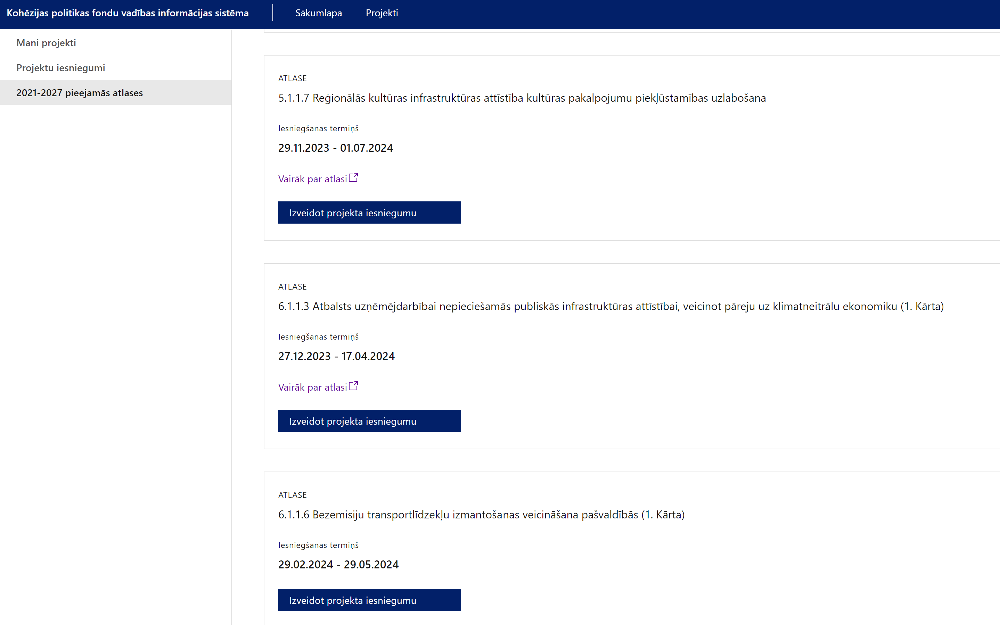 Kohēzijas politikas fondu vadības informācijas sistēma
Sākumlapa
Projekti
Mani projekti
Projektu iesniegumi
2021-2027 pieejamās atlases
ATLASE
5.1.1.7 Reģionālās kultūras infrastruktūras attīstība kultūras pakalpojumu piekļūstamības uzlabošana
Iesniegšanas termiņš
29.11.2023 - 01.07.2024
Vairāk par atlasi
Izveidot projekta iesniegumu
ATLASE
6.1.1.3 Atbalsts uzņēmējdarbībai nepieciešamās publiskās infrastruktūras attīstībai, veicinot pāreju uz klimatneitrālu ekonomiku (1. Kārta)
Iesniegšanas termiņš
27.12.2023 - 17.04.2024
Vairāk par atlasi
Izveidot projekta iesniegumu
ATLASE
6.1.1.6 Bezemisiju transportlīdzekļu izmantošanas veicināšana pašvaldībās (1. Kārta)
Iesniegšanas termiņš
29.02.2024 - 29.05.2024
Izveidot projekta iesniegumu